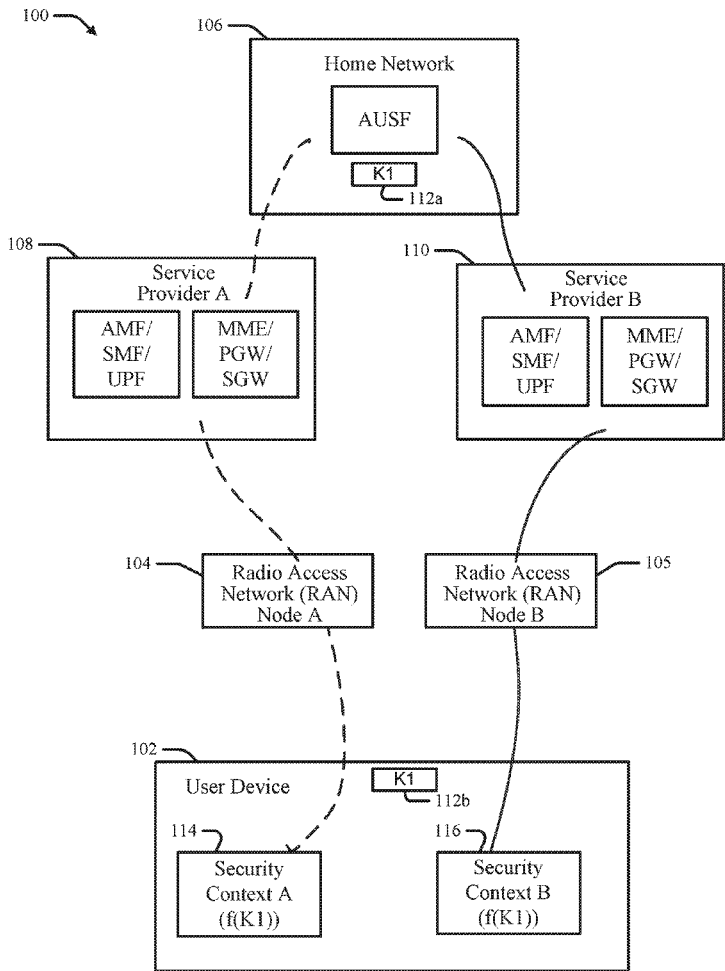 100
106
Home Network
AUSF
K1
112a
108
Service
Provider A
AMF/
SMF/
UPF
MME/
PGW/
SGW
110
Service
Provider B
AMF/
SMF/
UPF
MME/
PGW/
SGW
104
Radio Access
Network (RAN)
Node A
Radio Access
Network (RAN)
Node B
105
102
User Device
K1
112b
114
Security
Context A
(f(K1))
116
Security
Context B
(f(K1))